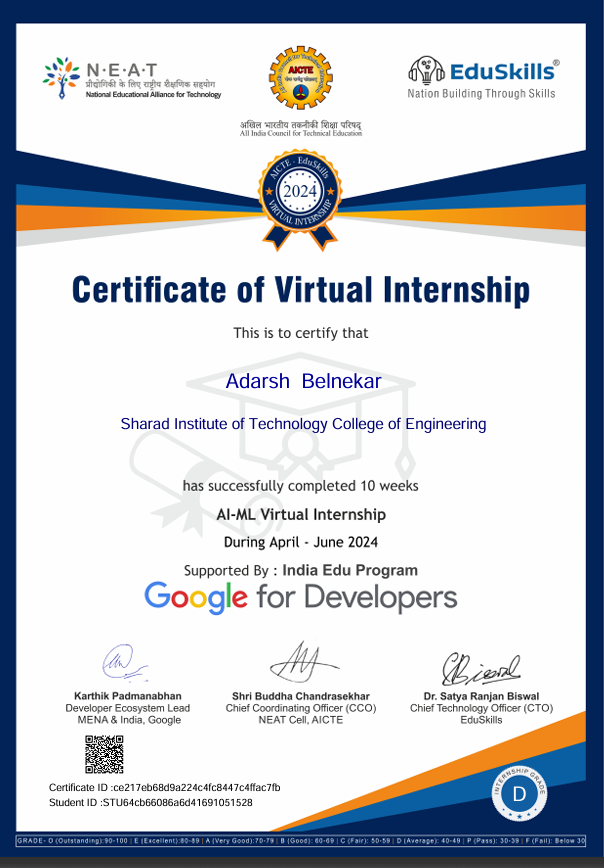 N·E·A·T
प्रौद्योगिकी के लिए राष्ट्रीय शैक्षणिक सहयोग
National Educational Alliance for Technology
AICTE
अखिल भारतीय तकनीकी शिक्षा परिषद्
All India Council for Technical Education
EduSkills®
Nation Building Through Skills
AICTE - EduSkills
2024
VIRTUAL INTERNSHIP
Certificate of Virtual Internship
This is to certify that
Adarsh Belnekar
Sharad Institute of Technology College of Engineering
has successfully completed 10 weeks
AI-ML Virtual Internship
During April - June 2024
Supported By : India Edu Program
Google for Developers
Karthik Padmanabhan
Developer Ecosystem Lead
MENA & India, Google
Shri Buddha Chandrasekhar
Chief Coordinating Officer (CCO)
NEAT Cell, AICTE
Dr. Satya Ranjan Biswal
Chief Technology Officer (CTO)
EduSkills
Certificate ID :ce217eb68d9a224c4fc8447c4ffac7fb
Student ID :STU64cb66086a6d41691051528
INTERNSHIP GRADE
D
GRADE- O (Outstanding):90-100 | E (Excellent):80-89 | A (Very Good):70-79 | B (Good): 60-69 | C (Fair): 50-59 | D (Average): 40-49 | P (Pass): 30-39 | F (Fail): Below 30